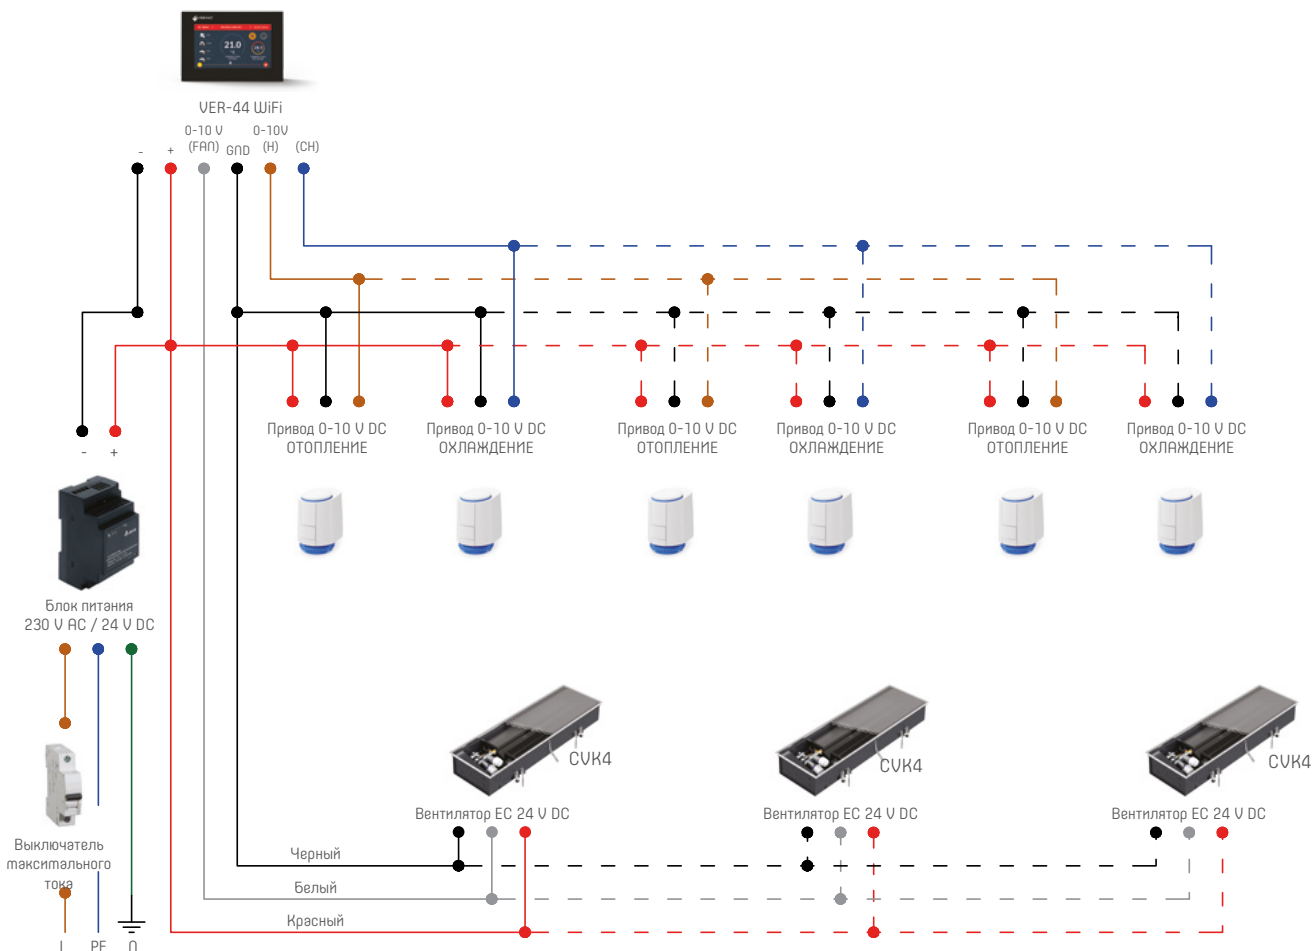 21.0
VER-44 WiFi
0-10 V
(FAN)
0-10V
(H)
(CH)
GND
-
+
Привод 0-10 V DC
ОТОПЛЕНИЕ
Привод 0-10 V DC
ОХЛАЖДЕНИЕ
Привод 0-10 V DC
ОТОПЛЕНИЕ
Привод 0-10 V DC
ОХЛАЖДЕНИЕ
Привод 0-10 V DC
ОТОПЛЕНИЕ
Привод 0-10 V DC
ОХЛАЖДЕНИЕ
-
+
Блок питания
230 V AC / 24 V DC
CVK4
CVK4
CVK4
Вентилятор EC 24 V DC
Вентилятор EC 24 V DC
Вентилятор EC 24 V DC
Выключатель
максимального
тока
Черный
Белый
Красный
L
PE
N